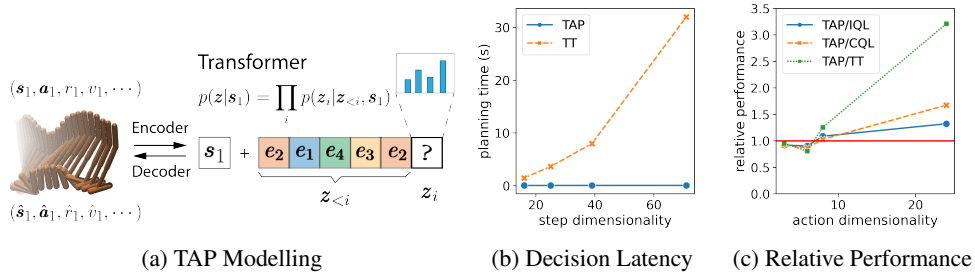 (s₁, a₁, r₁, v₁, ⋯)
Encoder
Decoder
(ŝ₁, â₁, r̂₁, v̂₁, ⋯)
Transformer
p(z|s₁) = ∏ᵢ p(zᵢ|z<ᵢ, s₁)
s₁ + e₂ e₁ e₄ e₃ e₂ ?
z<ᵢ zᵢ
(a) TAP Modelling
planning time (s)
30
20
10
0
TAP
TT
20 40 60
step dimensionality
(b) Decision Latency
relative performance
3.5
3.0
2.5
2.0
1.5
1.0
0.5
0.0
TAP/IQL
TAP/CQL
TAP/TT
10 20
action dimensionality
(c) Relative Performance